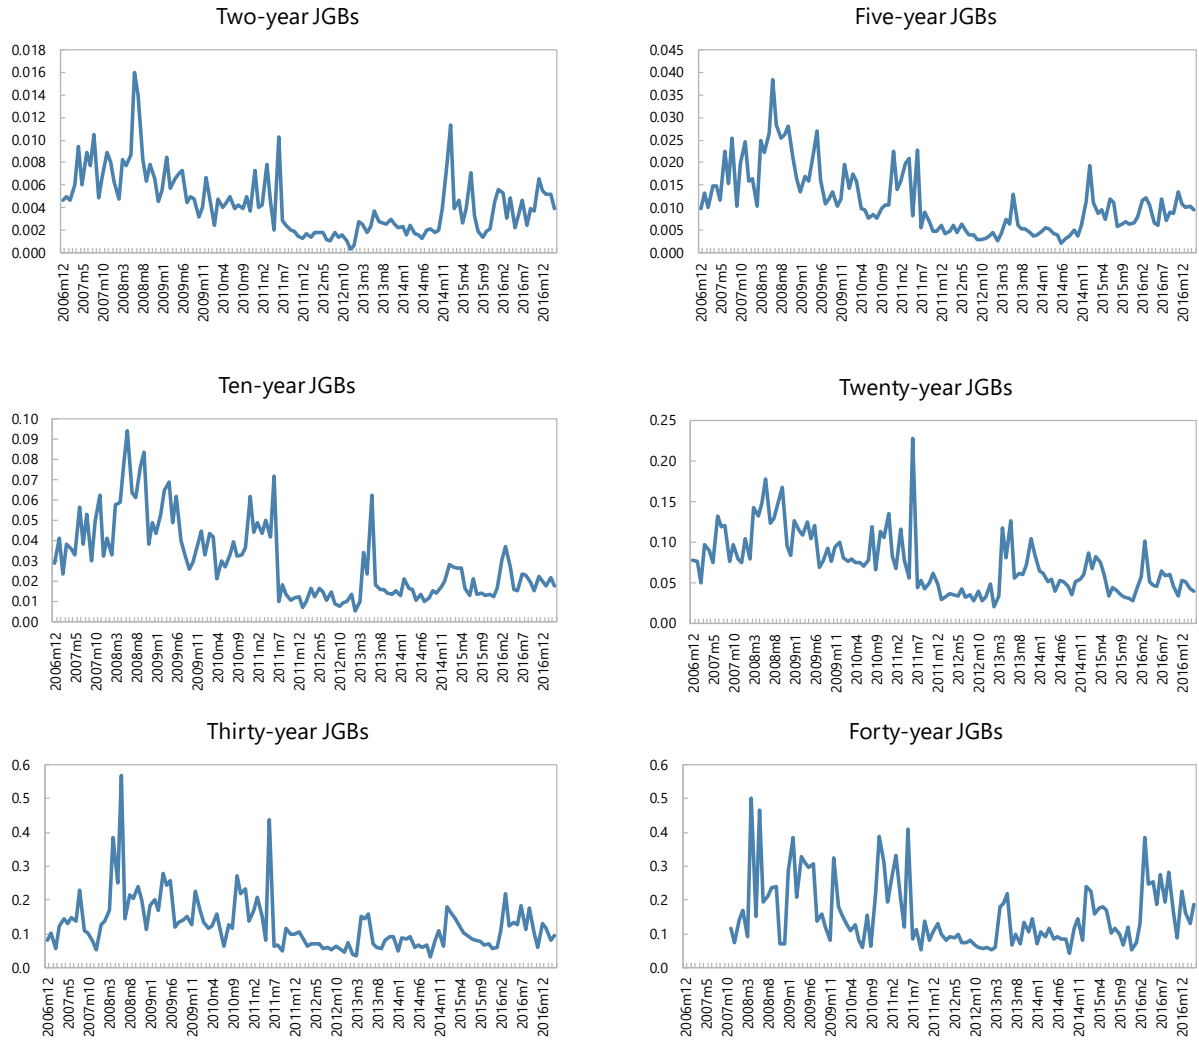 Two-year JGBs
0.018
0.016
0.014
0.012
0.010
0.008
0.006
0.004
0.002
0.000
2006m12
2007m5
2007m10
2008m3
2008m8
2009m1
2009m6
2009m11
2010m4
2010m9
2011m2
2011m7
2011m12
2012m5
2012m10
2013m3
2013m8
2014m1
2014m6
2014m11
2015m4
2015m9
2016m2
2016m7
2016m12
Five-year JGBs
0.045
0.040
0.035
0.030
0.025
0.020
0.015
0.010
0.005
0.000
2006m12
2007m5
2007m10
2008m3
2008m8
2009m1
2009m6
2009m11
2010m4
2010m9
2011m2
2011m7
2011m12
2012m5
2012m10
2013m3
2013m8
2014m1
2014m6
2014m11
2015m4
2015m9
2016m2
2016m7
2016m12
Ten-year JGBs
0.10
0.09
0.08
0.07
0.06
0.05
0.04
0.03
0.02
0.01
0.00
2006m12
2007m5
2007m10
2008m3
2008m8
2009m1
2009m6
2009m11
2010m4
2010m9
2011m2
2011m7
2011m12
2012m5
2012m10
2013m3
2013m8
2014m1
2014m6
2014m11
2015m4
2015m9
2016m2
2016m7
2016m12
Twenty-year JGBs
0.25
0.20
0.15
0.10
0.05
0.00
2006m12
2007m5
2007m10
2008m3
2008m8
2009m1
2009m6
2009m11
2010m4
2010m9
2011m2
2011m7
2011m12
2012m5
2012m10
2013m3
2013m8
2014m1
2014m6
2014m11
2015m4
2015m9
2016m2
2016m7
2016m12
Thirty-year JGBs
0.6
0.5
0.4
0.3
0.2
0.1
0.0
2006m12
2007m5
2007m10
2008m3
2008m8
2009m1
2009m6
2009m11
2010m4
2010m9
2011m2
2011m7
2011m12
2012m5
2012m10
2013m3
2013m8
2014m1
2014m6
2014m11
2015m4
2015m9
2016m2
2016m7
2016m12
Forty-year JGBs
0.6
0.5
0.4
0.3
0.2
0.1
0.0
2006m12
2007m5
2007m10
2008m3
2008m8
2009m1
2009m6
2009m11
2010m4
2010m9
2011m2
2011m7
2011m12
2012m5
2012m10
2013m3
2013m8
2014m1
2014m6
2014m11
2015m4
2015m9
2016m2
2016m7
2016m12